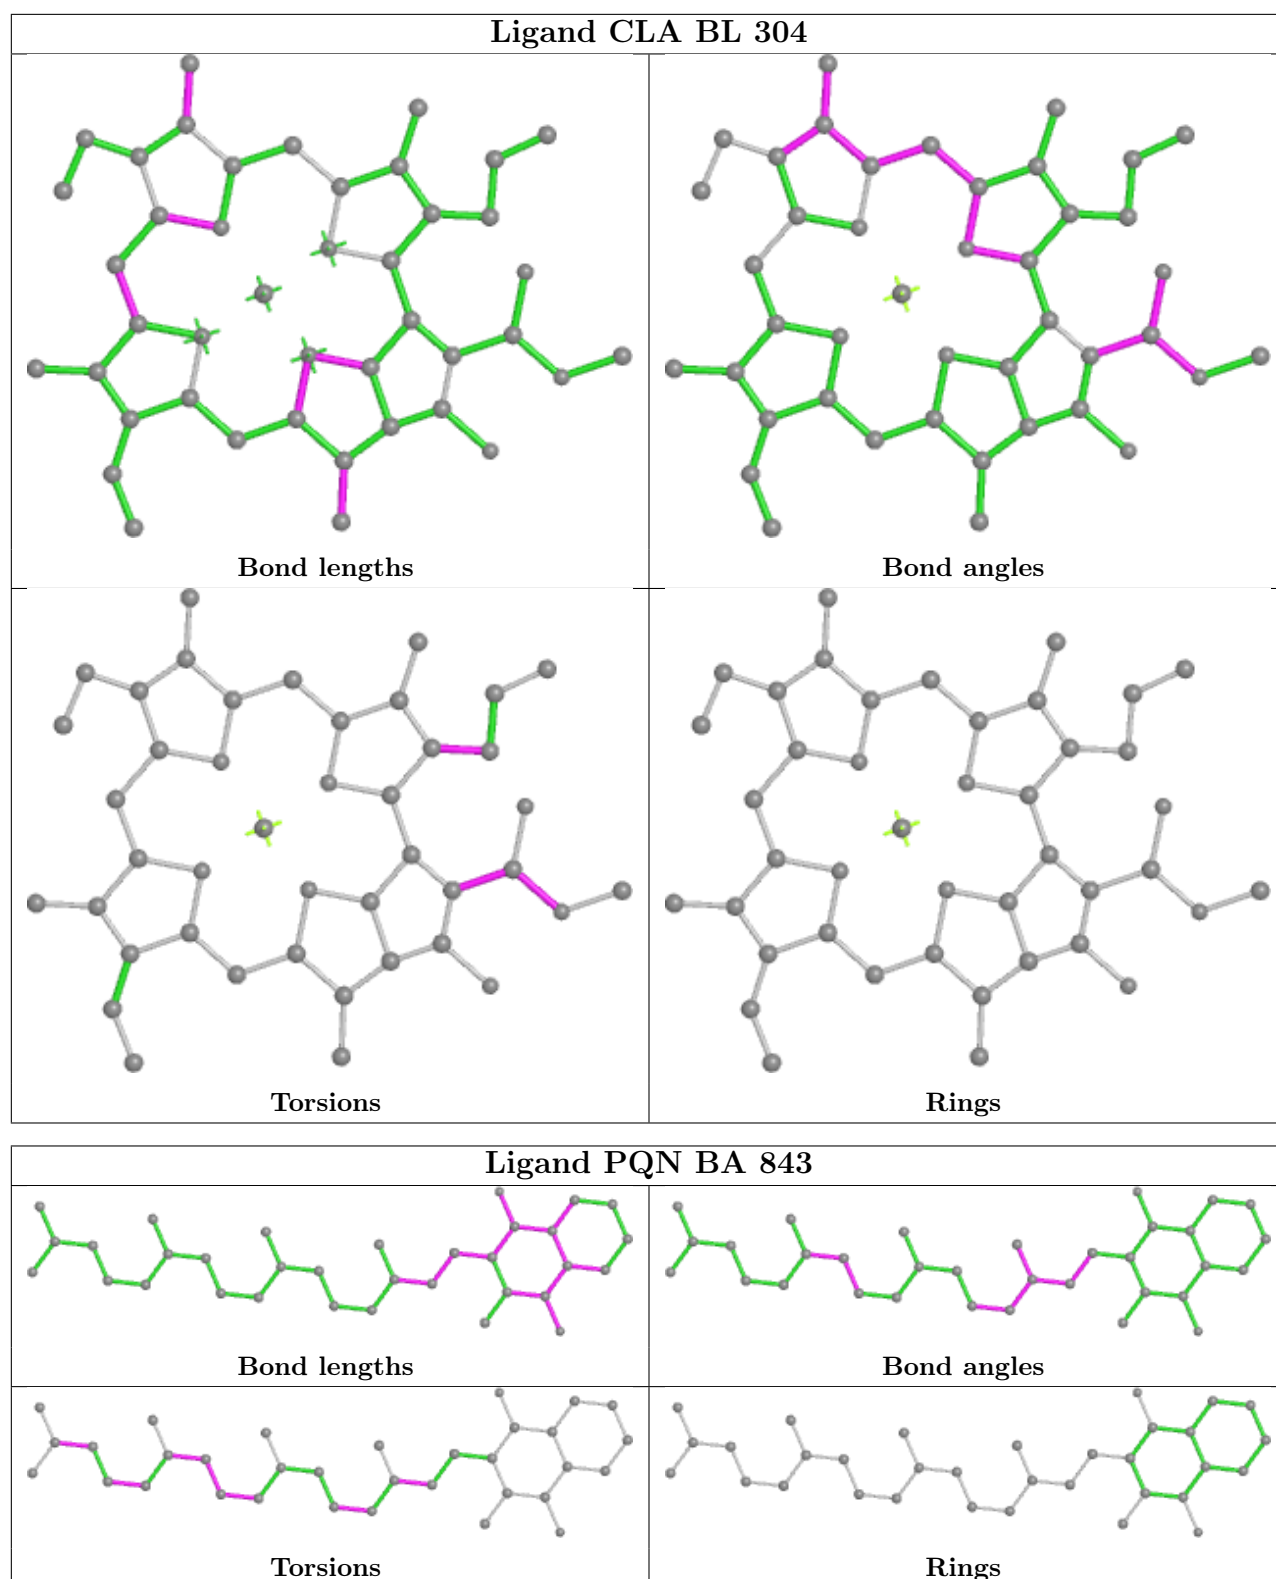 Ligand CLA BL 304
Bond lengths
Bond angles
Torsions
Rings
Ligand PQN BA 843
Bond lengths
Bond angles
Torsions
Rings